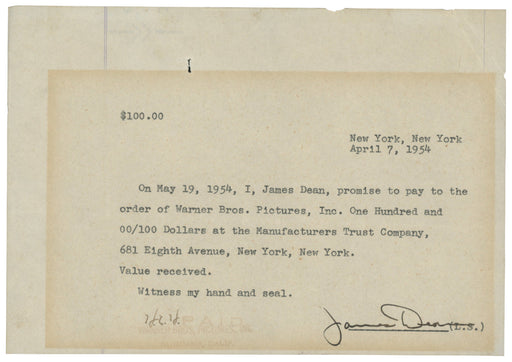 $100.00
New York, New York
April 7, 1954
On May 19, 1954, I, James Dean, promise to pay to the
order of Warner Bros. Pictures, Inc. One Hundred and
00/100 Dollars at the Manufacturers Trust Company,
681 Eighth Avenue, New York, New York.
Value received.
Witness my hand and seal.
James Dean (L.S.)